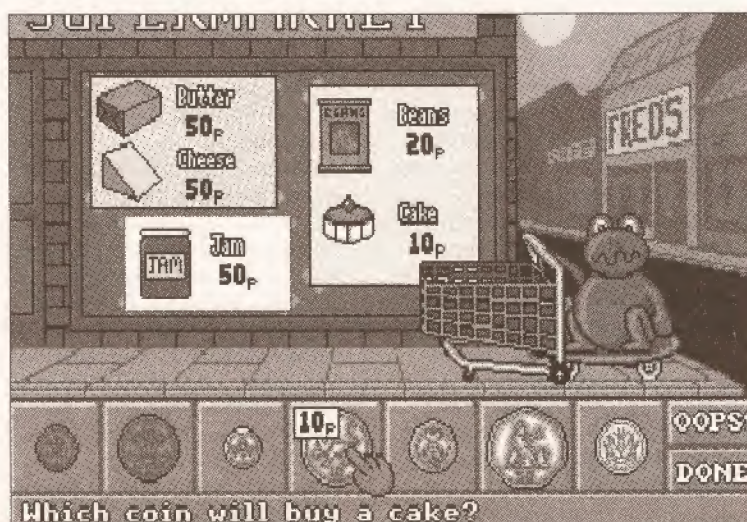 SUPERMARKET
Butter
50p
Cheese
50p
JAM
Jam
50p
BEANS
Beans
20p
Cake
10p
FREDS
10p
OOPS!
DONE
Which coin will buy a cake?